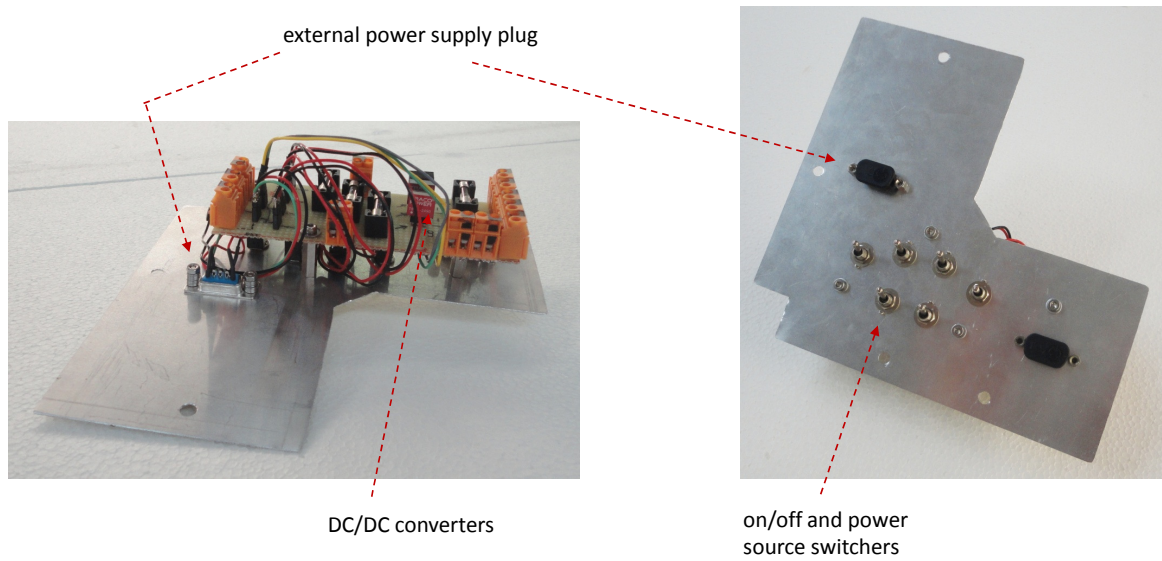 external power supply plug
DC/DC converters
on/off and power
source switchers